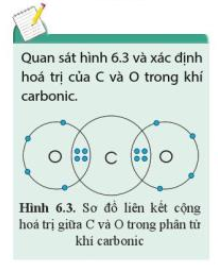 Quan sát hình 6.3 và xác định
hoá trị của C và O trong khí
carbonic.
O C O
Hình 6.3. Sơ đồ liên kết cộng
hoá trị giữa C và O trong phân tử
khí carbonic